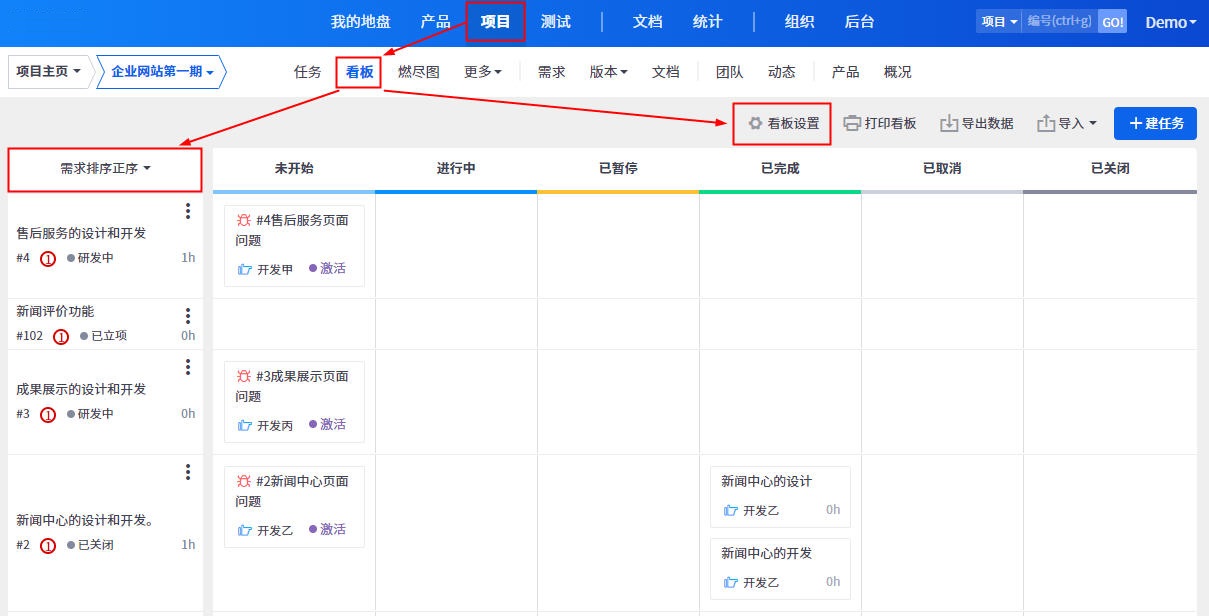 我的地盘 产品 项目 测试 文档 统计 组织 后台 项目 编号(ctrl+g) GO! Demo
项目主页 企业网站第一期 任务 看板 燃尽图 更多 需求 版本 文档 团队 动态 产品 概况
看板设置 打印看板 导出数据 导入 +建任务
需求排序正序 未开始 进行中 已暂停 已完成 已取消 已关闭
售后服务的设计和开发
#4 1 研发中 1h
#4售后服务页面
问题
开发甲 激活
新闻评价功能
#102 1 已立项 0h
成果展示的设计和开发
#3 1 研发中 0h
#3成果展示页面
问题
开发丙 激活
新闻中心的设计和开发。
#2 1 已关闭 1h
#2新闻中心页面
问题
开发乙 激活
新闻中心的设计
开发乙 0h
新闻中心的开发
开发乙 0h